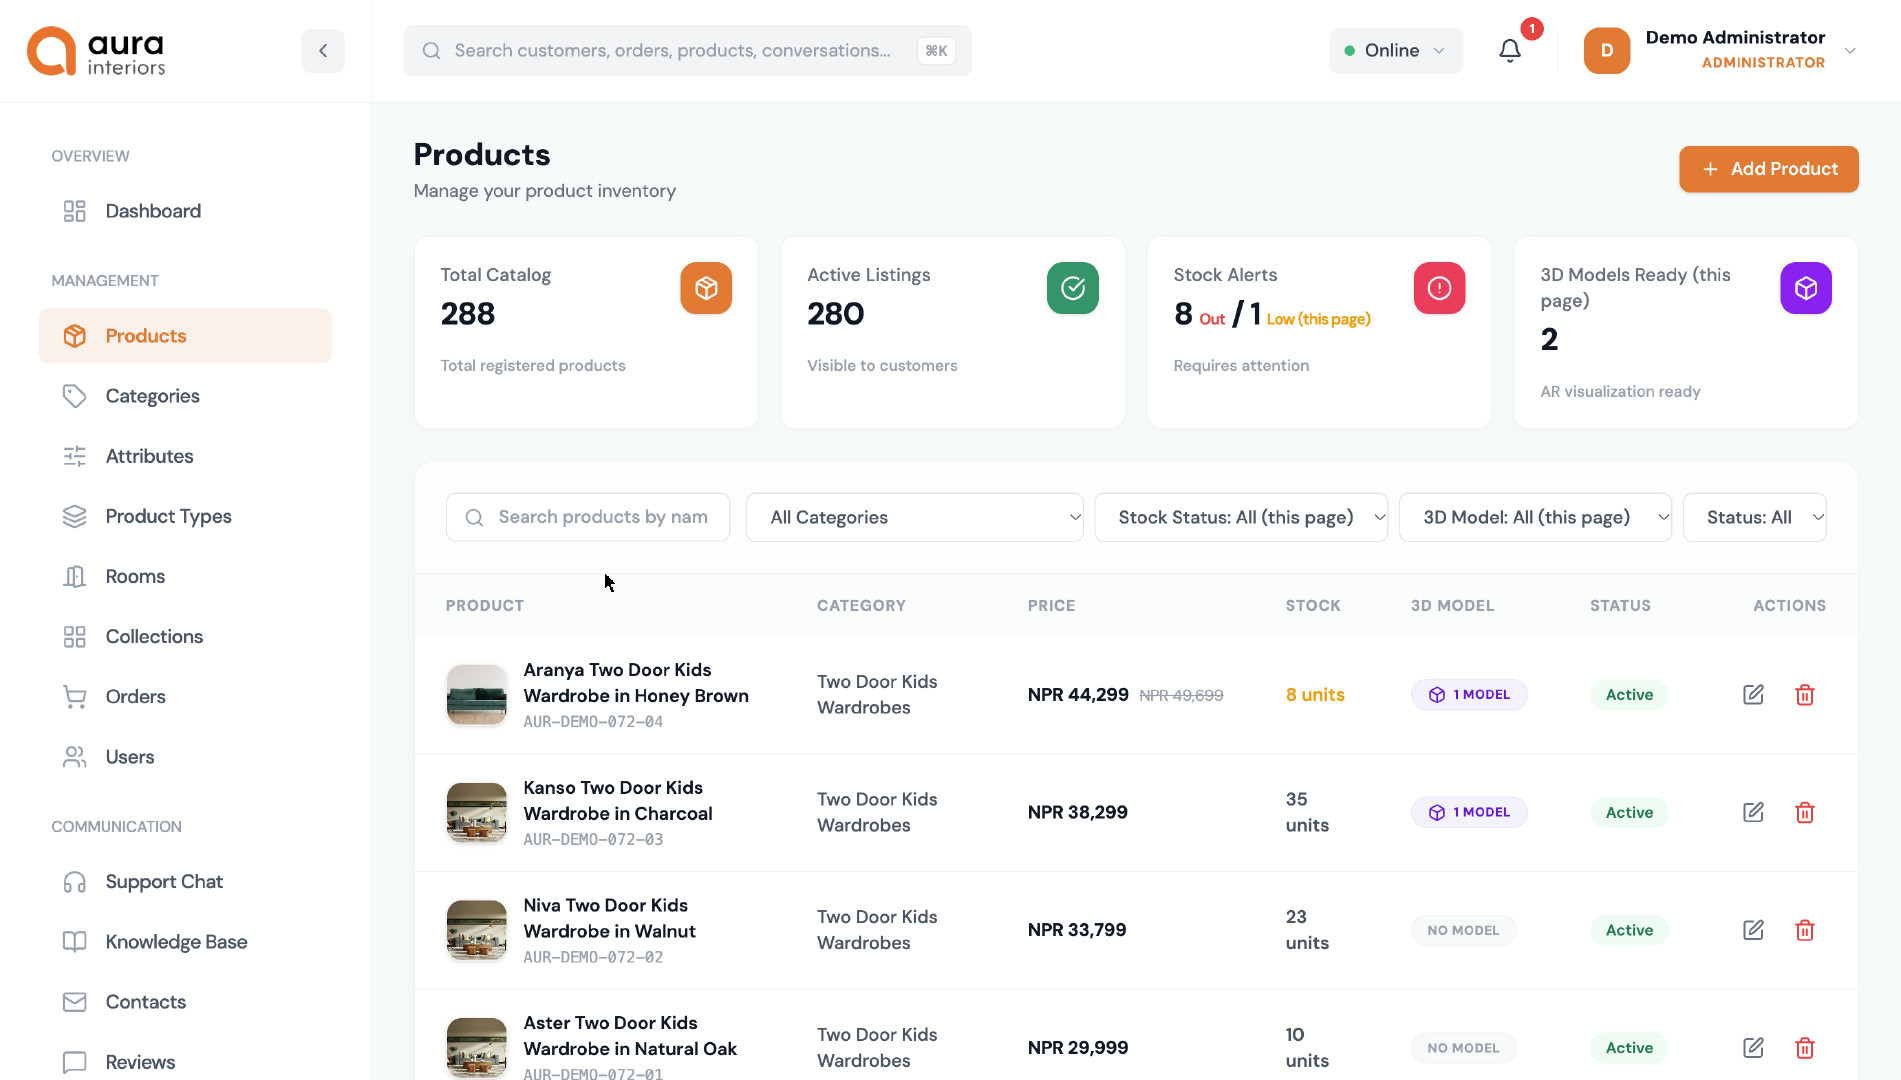 aura
interiors
Search customers, orders, products, conversations...
⌘K
Online
1
D
Demo Administrator
ADMINISTRATOR
OVERVIEW
Dashboard
MANAGEMENT
Products
Categories
Attributes
Product Types
Rooms
Collections
Orders
Users
COMMUNICATION
Support Chat
Knowledge Base
Contacts
Reviews
Products
Manage your product inventory
+ Add Product
Total Catalog
288
Total registered products
Active Listings
280
Visible to customers
Stock Alerts
8 Out / 1 Low (this page)
Requires attention
3D Models Ready (this
page)
2
AR visualization ready
Search products by nam
All Categories
Stock Status: All (this page)
3D Model: All (this page)
Status: All
PRODUCT CATEGORY PRICE STOCK 3D MODEL STATUS ACTIONS
Aranya Two Door Kids
Wardrobe in Honey Brown
AUR-DEMO-072-04
Two Door Kids
Wardrobes
NPR 44,299 NPR 49,699
8 units
1 MODEL
Active
Kanso Two Door Kids
Wardrobe in Charcoal
AUR-DEMO-072-03
Two Door Kids
Wardrobes
NPR 38,299
35
units
1 MODEL
Active
Niva Two Door Kids
Wardrobe in Walnut
AUR-DEMO-072-02
Two Door Kids
Wardrobes
NPR 33,799
23
units
NO MODEL
Active
Aster Two Door Kids
Wardrobe in Natural Oak
AUR-DEMO-072-01
Two Door Kids
Wardrobes
NPR 29,999
10
units
NO MODEL
Active